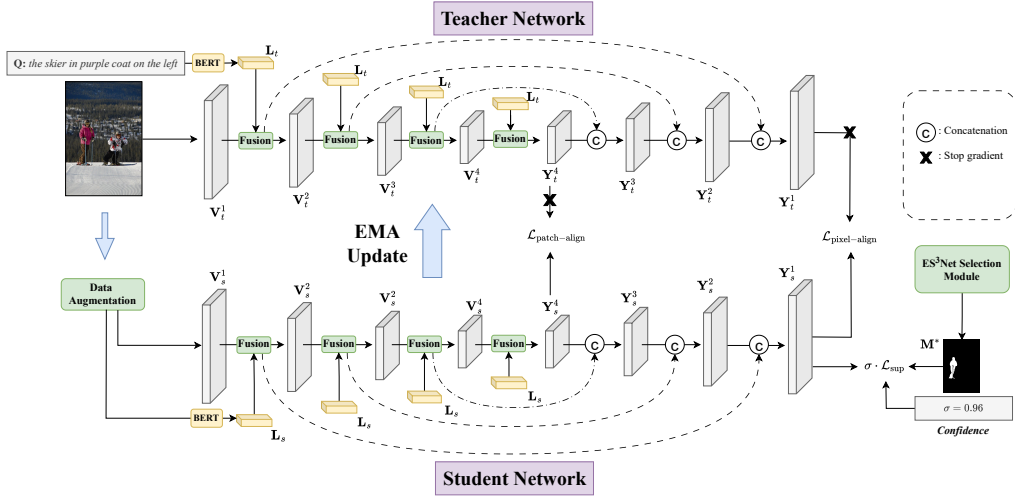 Teacher Network
Q: the skier in purple coat on the left
BERT
L_t
L_t
L_t
L_t
Fusion
Fusion
Fusion
Fusion
C
C
C
V_t^1
V_t^2
V_t^3
V_t^4
Y_t^4
Y_t^3
Y_t^2
Y_t^1
C : Concatenation
X : Stop gradient
EMA
Update
ℒ_patch−align
ℒ_pixel−align
Data
Augmentation
V_s^1
V_s^2
V_s^2
V_s^4
Y_s^4
Y_s^3
Y_s^2
Y_s^1
Fusion
Fusion
Fusion
Fusion
C
C
C
BERT
L_s
L_s
L_s
L_s
ES³Net Selection
Module
M*
σ · ℒ_sup
σ = 0.96
Confidence
Student Network